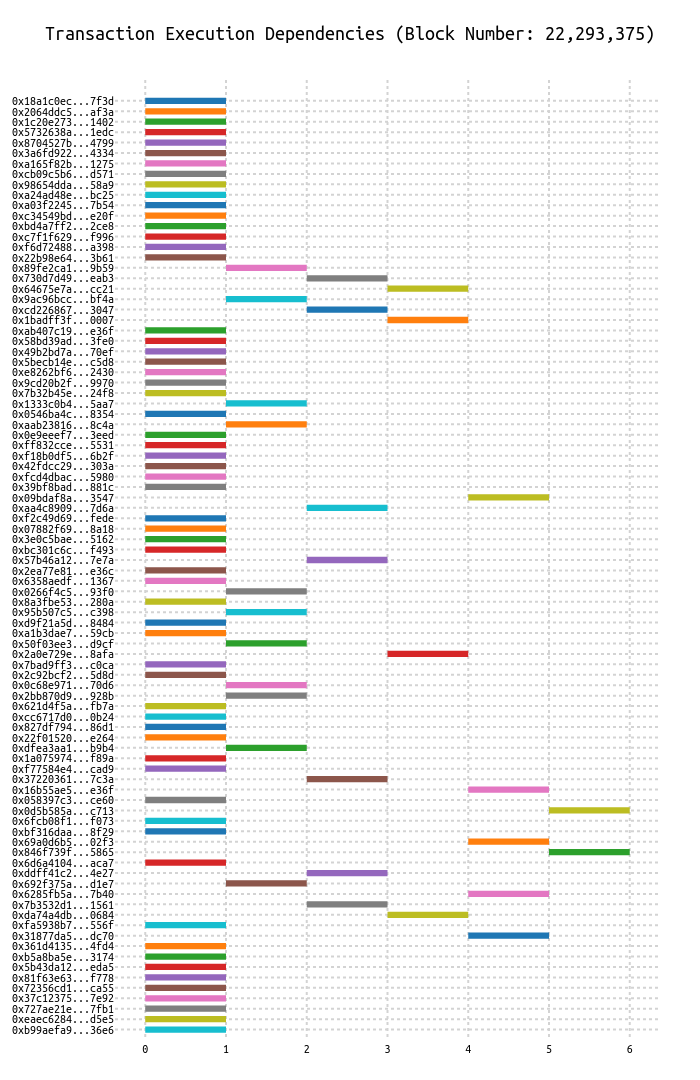 Transaction Execution Dependencies (Block Number: 22,293,375)
0x18a1c0ec...7f3d
0x2064ddc5...af3a
0x1c20e273...1402
0x5732638a...1edc
0x8704527b...4799
0x3a6fd922...4334
0xa165f82b...1275
0xcb09c5b6...d571
0x98654dda...58a9
0xa24ad48e...bc25
0xa03f2245...7b54
0xc34549bd...e20f
0xbd4a7ff2...2ce8
0xc7f1f629...f996
0xf6d72488...a398
0x22b98e64...3b61
0x89fe2ca1...9b59
0x730d7d49...eab3
0x64675e7a...cc21
0x9ac96bcc...bf4a
0xcd226867...3047
0x1badff3f...0007
0xab407c19...e36f
0x58bd39ad...3fe0
0x49b2bd7a...70ef
0x5becb14e...c5d8
0xe8262bf6...2430
0x9cd20b2f...9970
0x7b32b45e...24f8
0x1333c0b4...5aa7
0x0546ba4c...8354
0xaab23816...8c4a
0x0e9eeef7...3eed
0xff832cce...5531
0xf18b0df5...6b2f
0x42fdcc29...303a
0xfcd4dbac...5980
0x39bf8bad...881c
0x09bdaf8a...3547
0xaa4c8909...7d6a
0xf2c49d69...fede
0x07882f69...8a18
0x3e0c5bae...5162
0xbc301c6c...f493
0x57b46a12...7e7a
0x2ea77e81...e36c
0x6358aedf...1367
0x0266f4c5...93f0
0x8a3fbe53...280a
0x95b507c5...c398
0xd9f21a5d...8484
0xa1b3dae7...59cb
0x50f03ee3...d9cf
0x2a0e729e...8afa
0x7bad9ff3...c0ca
0x2c92bcf2...5d8d
0x0c68e971...70d6
0x2bb870d9...928b
0x621d4f5a...fb7a
0xcc6717d0...0b24
0x827df794...86d1
0x22f01520...e264
0xdfea3aa1...b9b4
0x1a075974...f89a
0xf77584e4...cad9
0x37220361...7c3a
0x16b55ae5...e36f
0x058397c3...ce60
0x0d5b585a...c713
0x6fcb08f1...f073
0xbf316daa...8f29
0x69a0d6b5...02f3
0x846f739f...5865
0x6d6a4104...aca7
0xddff41c2...4e27
0x692f375a...d1e7
0x6285fb5a...7b40
0x7b3532d1...1561
0xda74a4db...0684
0xfa5938b7...556f
0x31877da5...dc70
0x361d4135...4fd4
0xb5a8ba5e...3174
0x5b43da12...eda5
0x81f63e63...f778
0x72356cd1...ca55
0x37c12375...7e92
0x727ae21e...7fb1
0xeaec6284...d5e5
0xb99aefa9...36e6
0 1 2 3 4 5 6